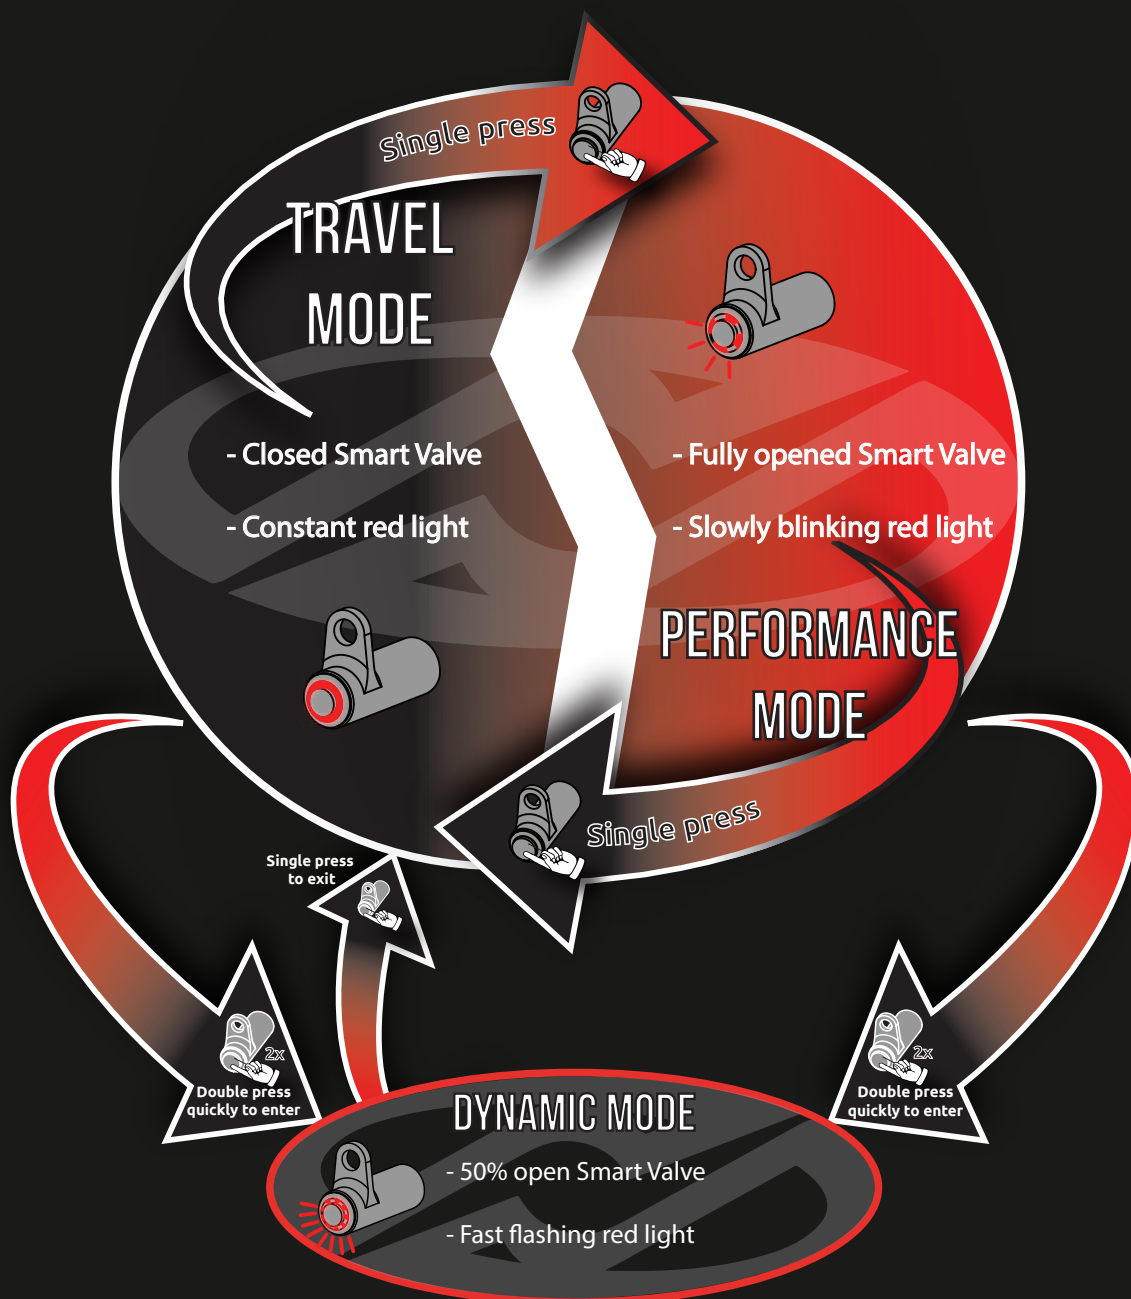 Single press
TRAVEL
MODE
- Closed Smart Valve
- Constant red light
- Fully opened Smart Valve
- Slowly blinking red light
PERFORMANCE
MODE
Single press
Single press
to exit
2x
Double press
quickly to enter
2x
Double press
quickly to enter
DYNAMIC MODE
- 50% open Smart Valve
- Fast flashing red light